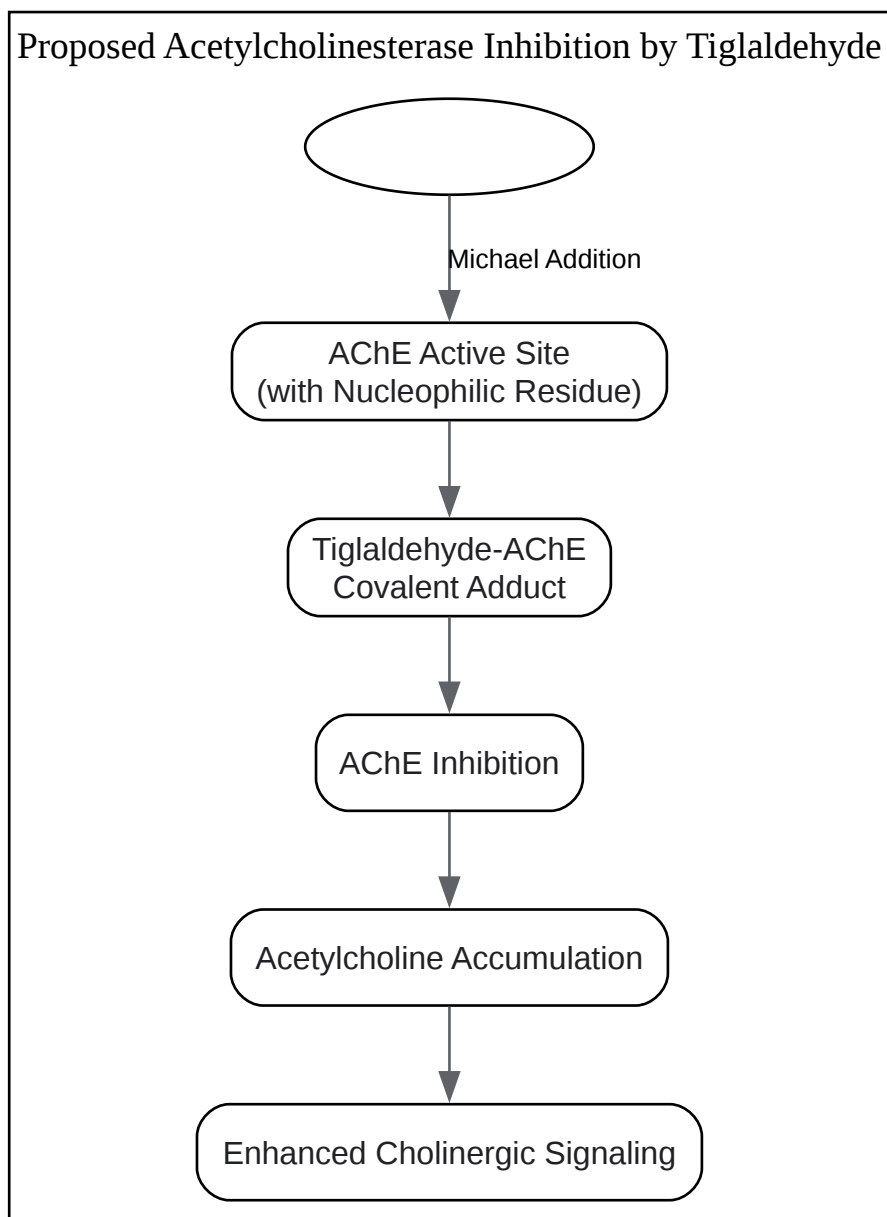 Proposed Acetylcholinesterase Inhibition by Tiglaldehyde
Michael Addition
AChE Active Site
(with Nucleophilic Residue)
Tiglaldehyde-AChE
Covalent Adduct
AChE Inhibition
Acetylcholine Accumulation
Enhanced Cholinergic Signaling